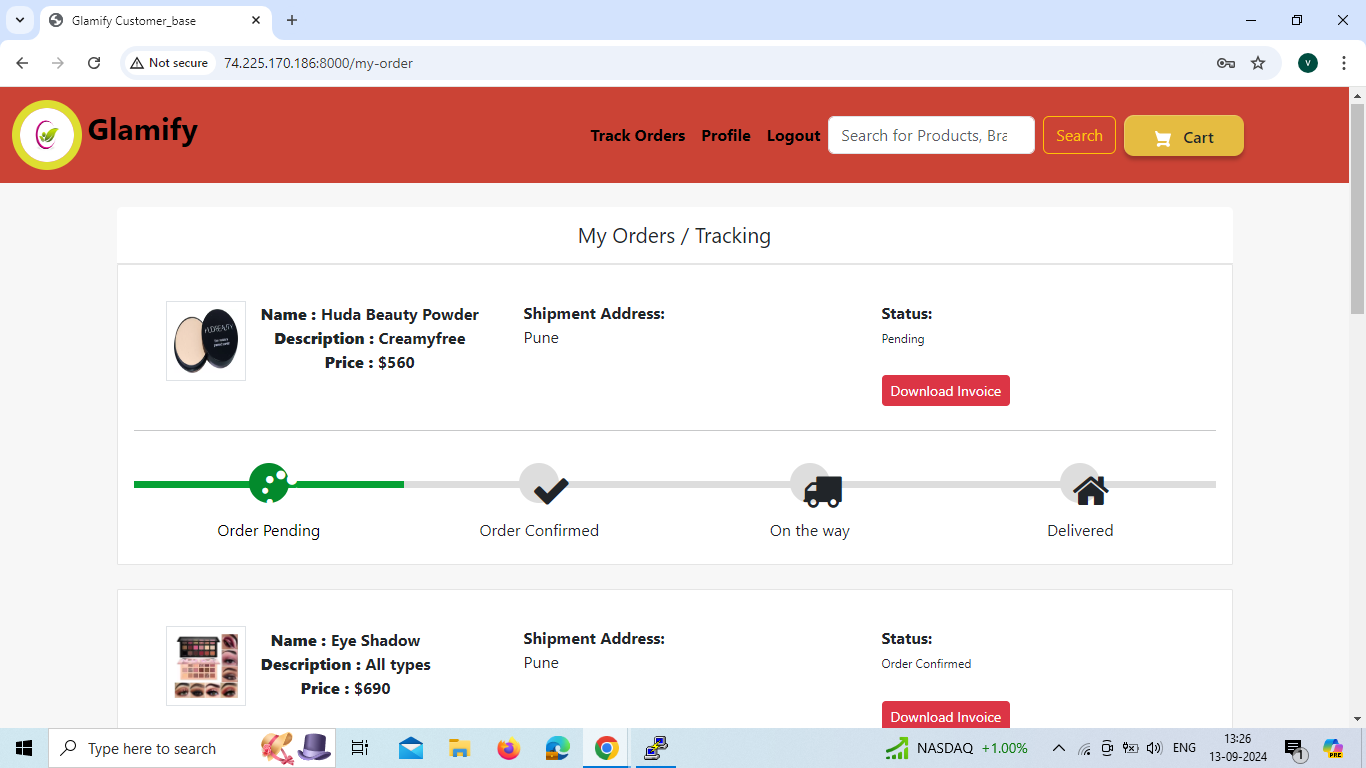 Glamify Customer_base
Not secure
74.225.170.186:8000/my-order
V
Glamify
Track Orders
Profile
Logout
Search for Products, Bra
Search
Cart
My Orders / Tracking
Name : Huda Beauty Powder
Description : Creamyfree
Price : $560
Shipment Address:
Pune
Status:
Pending
Download Invoice
Order Pending
Order Confirmed
On the way
Delivered
Name : Eye Shadow
Description : All types
Price : $690
Shipment Address:
Pune
Status:
Order Confirmed
Download Invoice
Type here to search
NASDAQ +1.00%
ENG
13:26
13-09-2024
1
PRE